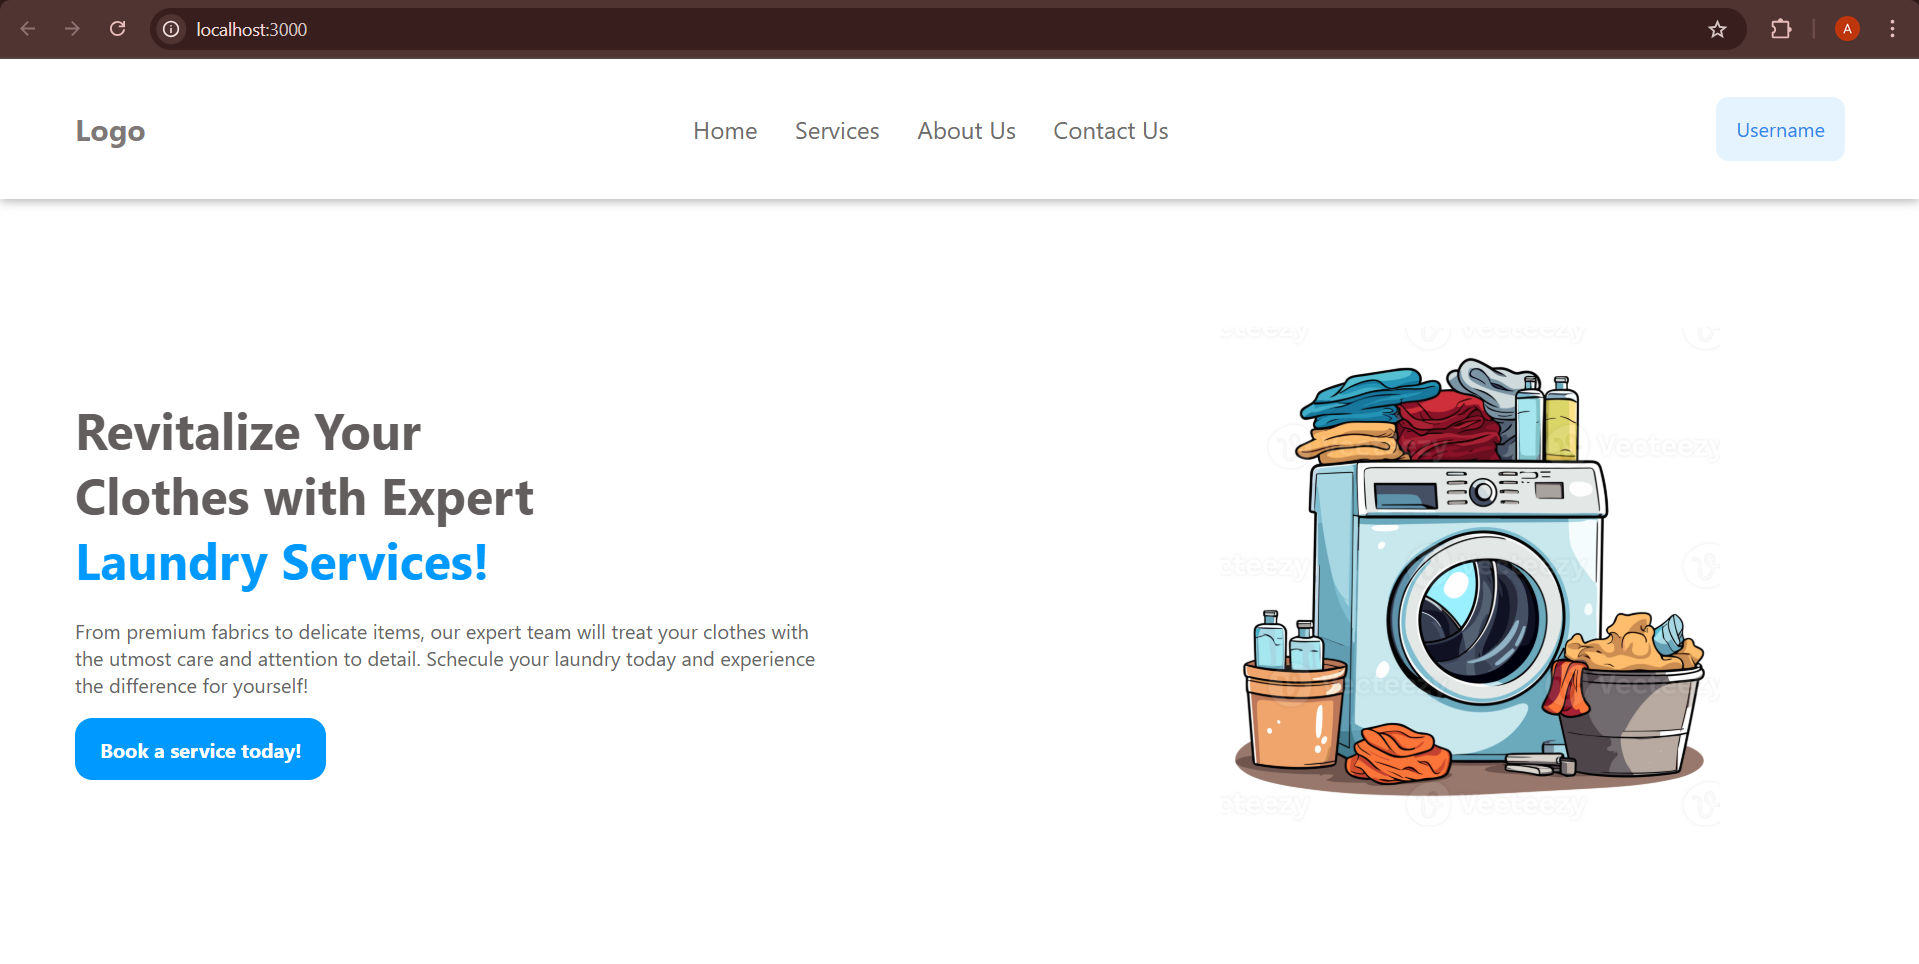 localhost:3000
A
Logo
Home Services About Us Contact Us
Username
Revitalize Your
Clothes with Expert
Laundry Services!
From premium fabrics to delicate items, our expert team will treat your clothes with
the utmost care and attention to detail. Schecule your laundry today and experience
the difference for yourself!
Book a service today!
Vecteezy
Vecteezy
Vecteezy